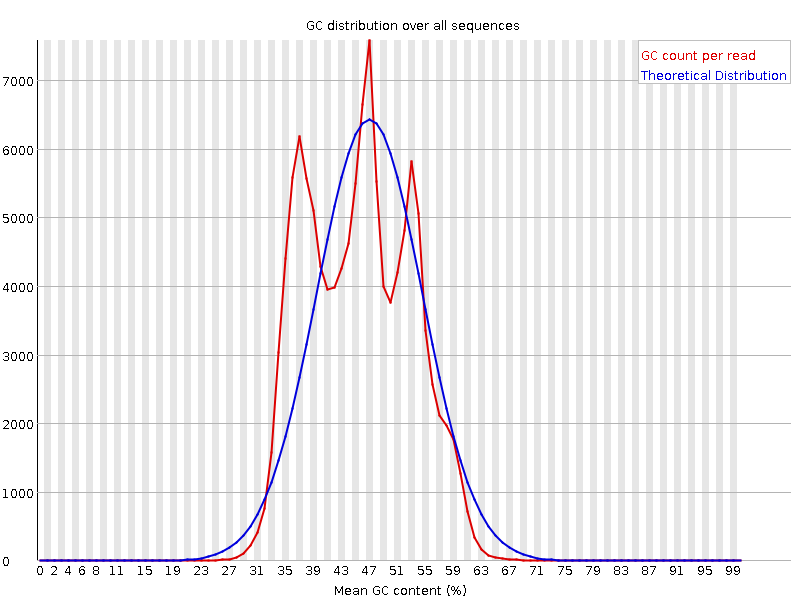 GC distribution over all sequences
GC count per read
Theoretical Distribution
7000
6000
5000
4000
3000
2000
1000
0
0 2 4 6 8 11 15 19 23 27 31 35 39 43 47 51 55 59 63 67 71 75 79 83 87 91 95 99
Mean GC content (%)